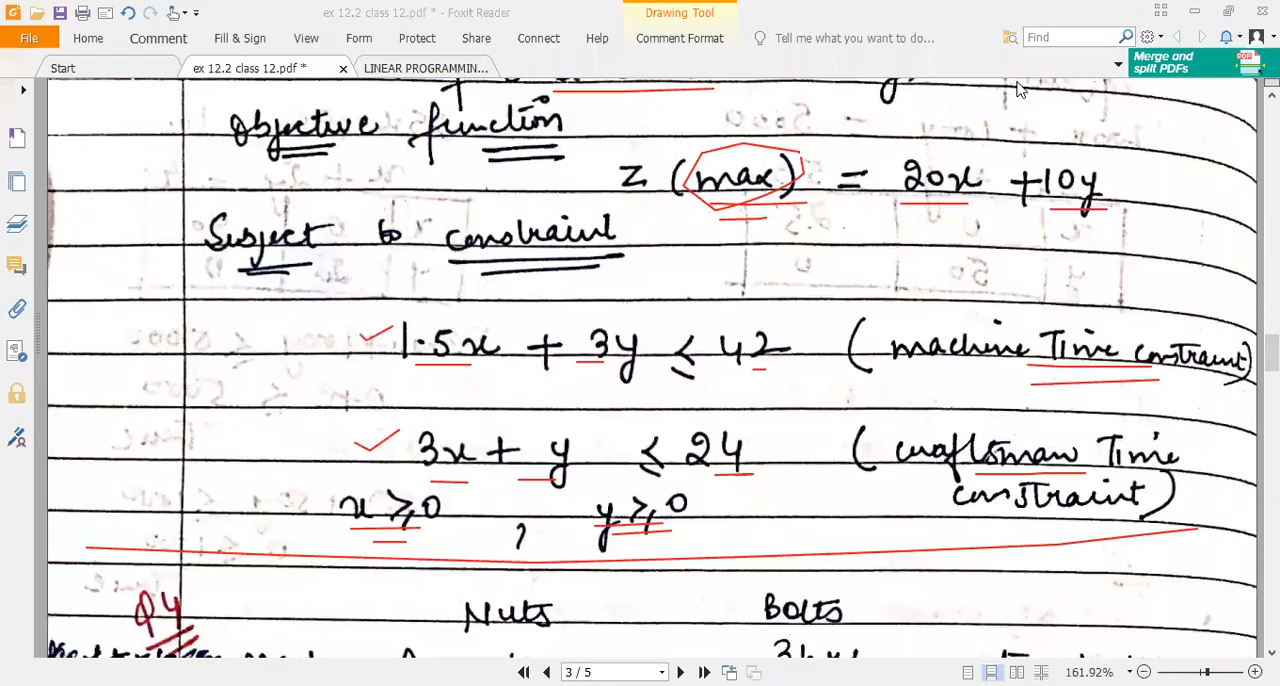 ex 12.2 class 12.pdf * - Foxit Reader
Drawing Tool
File Home Comment Fill & Sign View Form Protect Share Connect Help Comment Format Tell me what you want to do... Find
Start ex 12.2 class 12.pdf * LINEAR PROGRAMMIN...
Merge and
split PDFs
Objective function
Z (max) = 20x + 10y
Subject to constraint
1.5x + 3y ≤ 42 (machine Time constraint)
3x + y ≤ 24 (craftsman Time
constraint)
x ≥ 0 , y ≥ 0
Q4 Nuts Bolts
3 / 5
161.92%